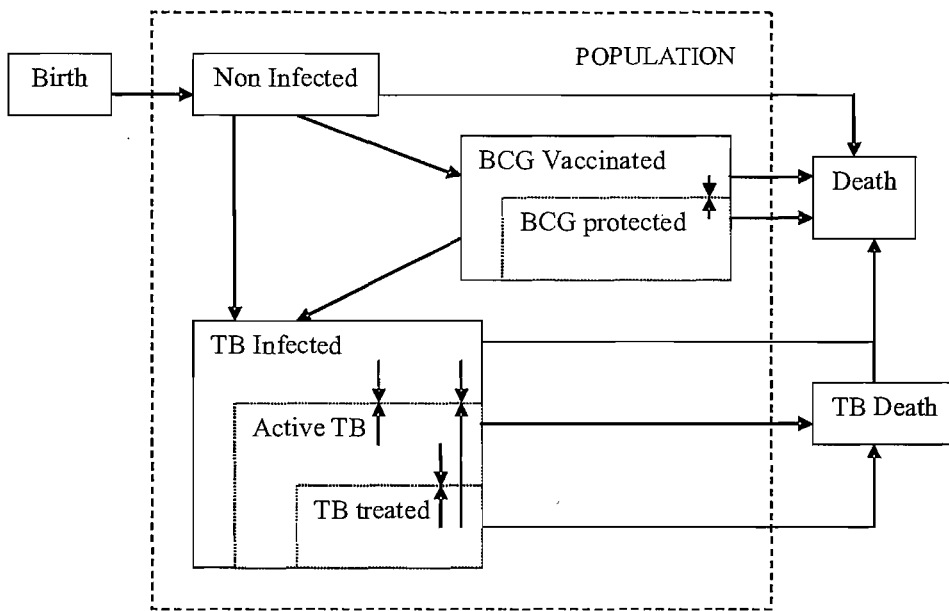 POPULATION
Birth
Non Infected
BCG Vaccinated
Death
BCG protected
TB Infected
TB Death
Active TB
TB treated